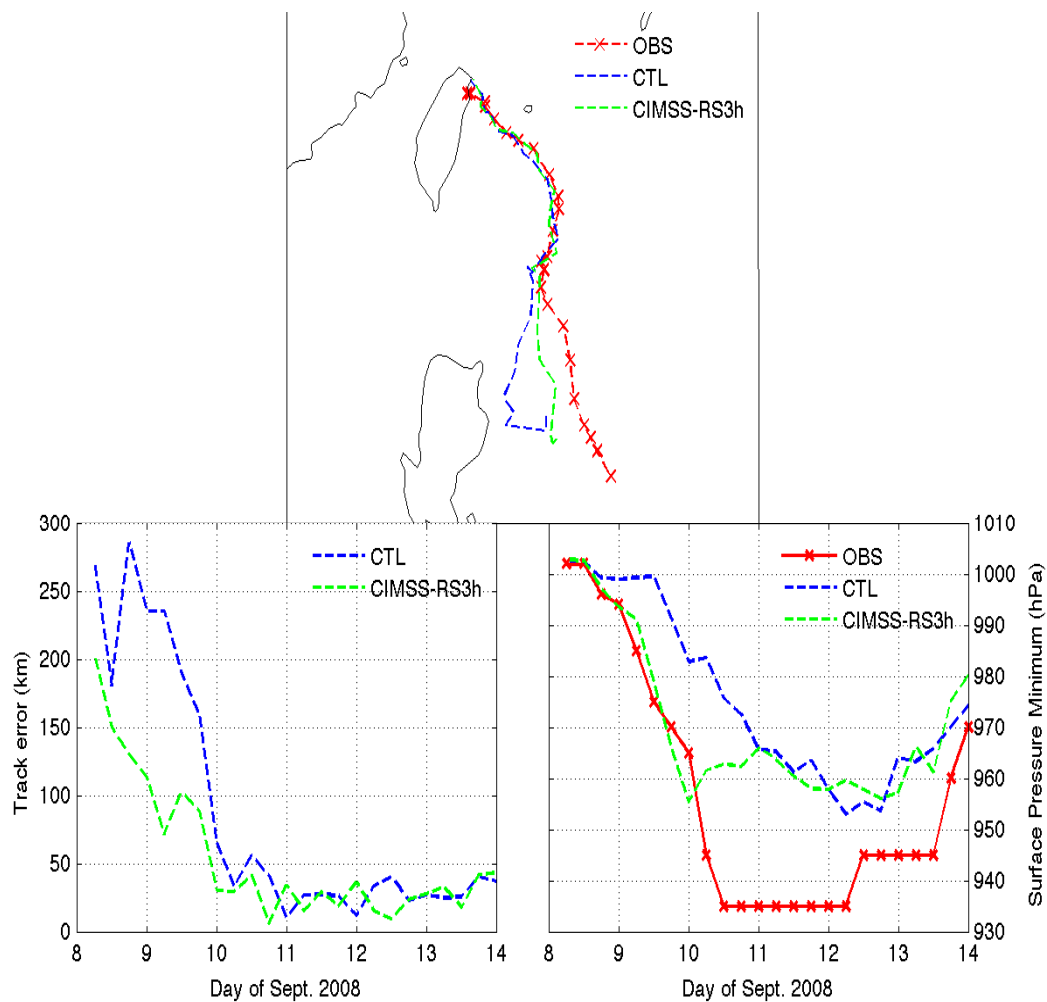 OBS
CTL
CIMSS-RS3h
300
250
200
150
100
50
0
8
9
10
11
12
13
14
Track error (km)
Day of Sept. 2008
CTL
CIMSS-RS3h
1010
1000
990
980
970
960
950
940
930
8
9
10
11
12
13
14
Surface Pressure Minimum (hPa)
Day of Sept. 2008
OBS
CTL
CIMSS-RS3h